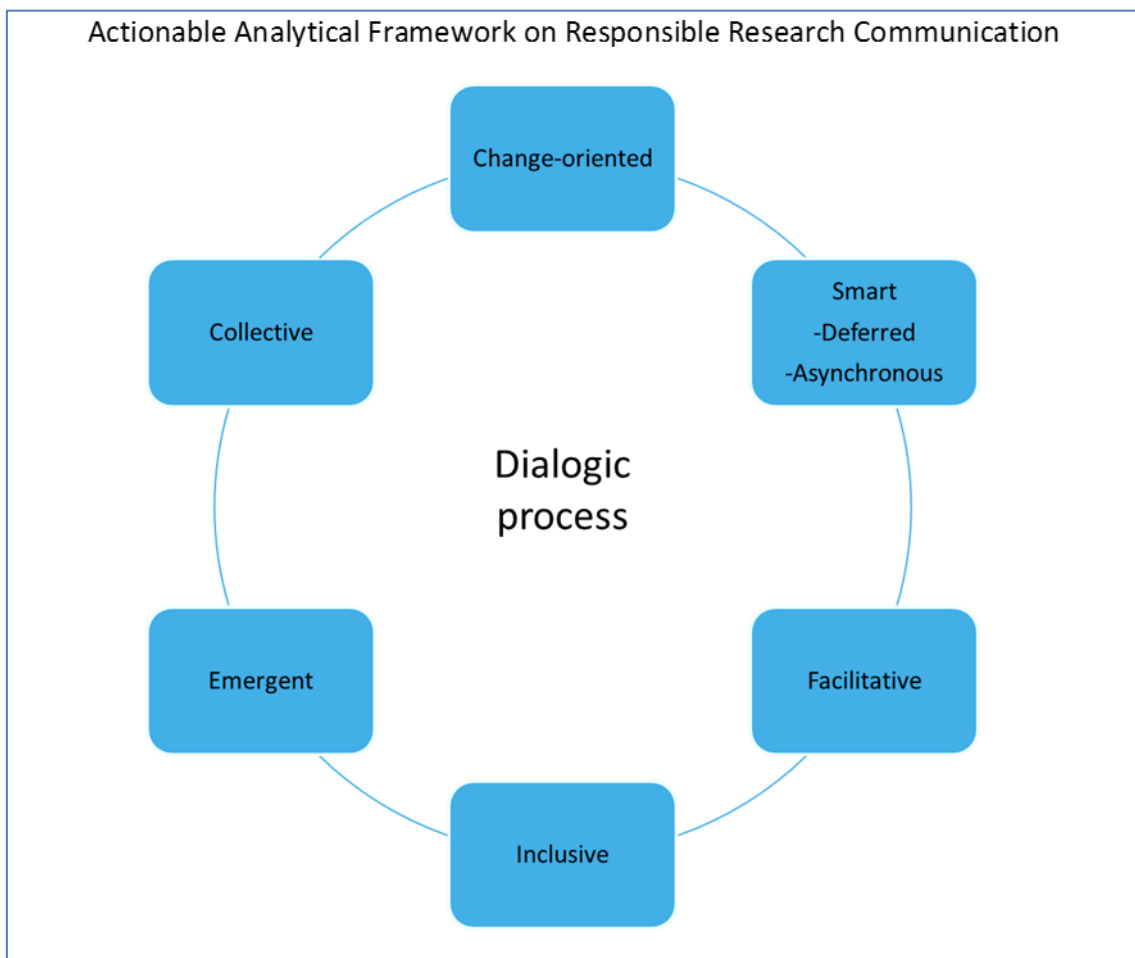 Actionable Analytical Framework on Responsible Research Communication
Change-oriented
Smart
-Deferred
-Asynchronous
Collective
Dialogic
process
Emergent
Facilitative
Inclusive